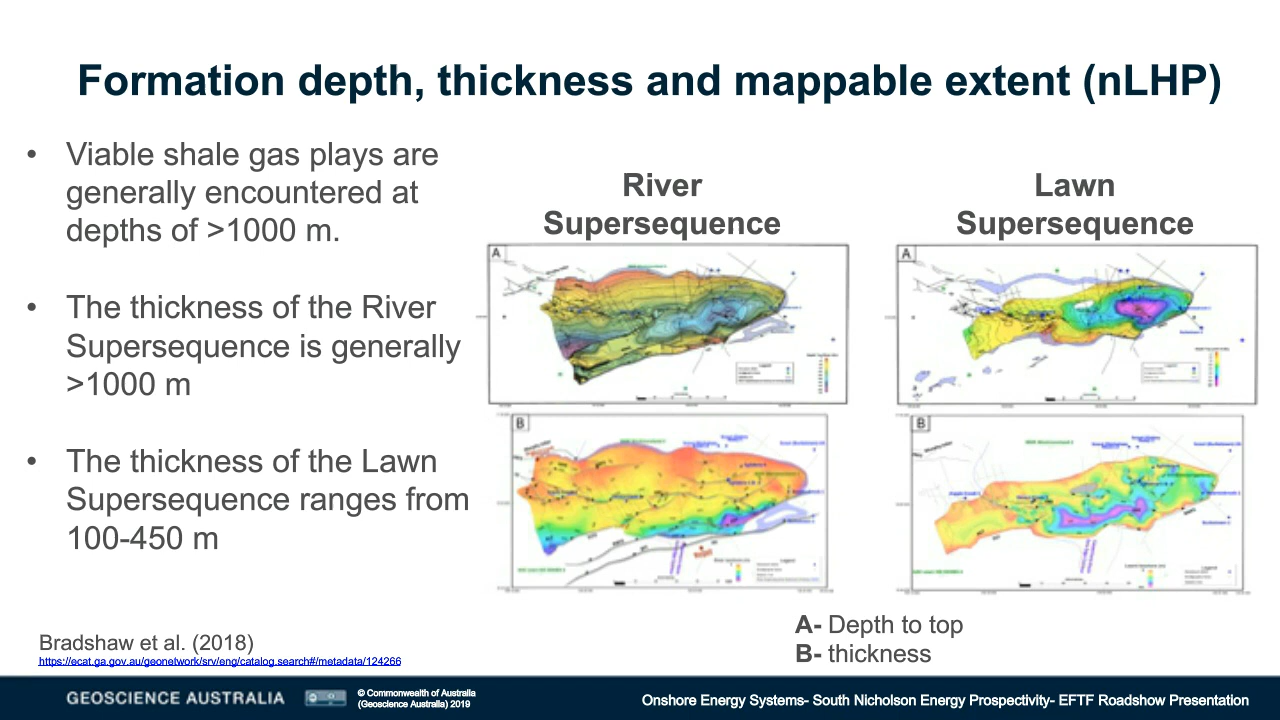 Formation depth, thickness and mappable extent (nLHP)
• Viable shale gas plays are
generally encountered at
depths of >1000 m.
• The thickness of the River
Supersequence is generally
>1000 m
• The thickness of the Lawn
Supersequence ranges from
100-450 m
River
Supersequence
Lawn
Supersequence
A
A
B
B
A- Depth to top
B- thickness
Bradshaw et al. (2018)
https://ecat.ga.gov.au/geonetwork/srv/eng/catalog.search#/metadata/124266
GEOSCIENCE AUSTRALIA
© Commonwealth of Australia
(Geoscience Australia) 2019
Onshore Energy Systems- South Nicholson Energy Prospectivity- EFTF Roadshow Presentation